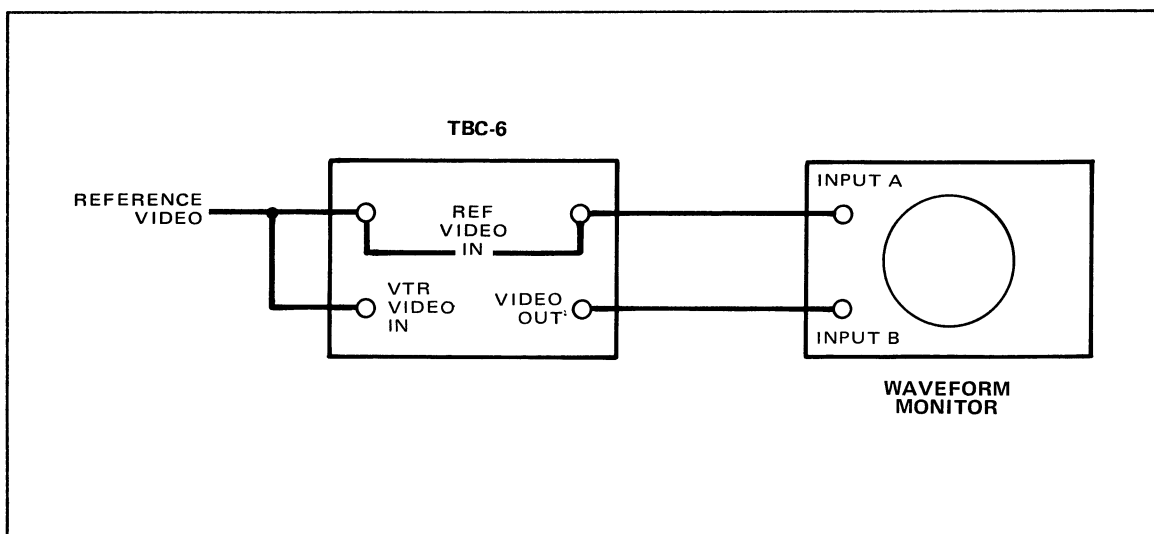 TBC-6
REFERENCE
VIDEO
REF
VIDEO
IN
VTR
VIDEO
IN
VIDEO
OUT
INPUT A
INPUT B
WAVEFORM
MONITOR